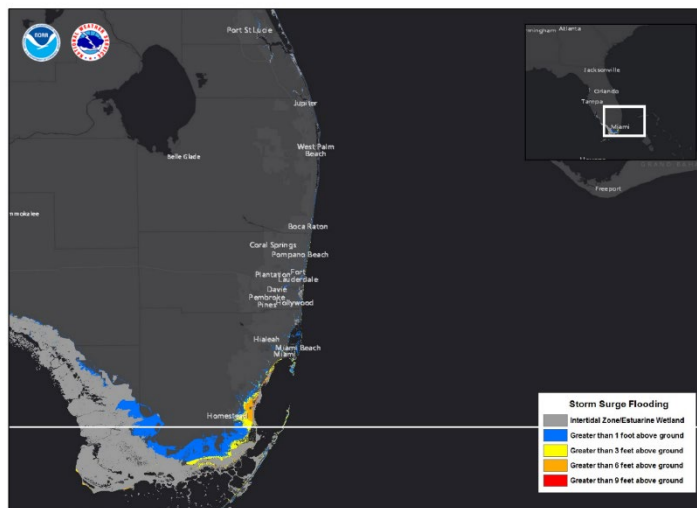 NOAA
Port St Lucie
Jupiter
West Palm
Beach
Belle Glade
mmokalee
Boca Raton
Coral Springs
Pompano Beach
Plantation
Fort
Lauderdale
Davie
Pembroke
Pines
Hollywood
Hialeah
Miami Beach
Miami
Homestead
Atlanta
Jacksonville
Orlando
Tampa
Miami
Freeport
Storm Surge Flooding
Intertidal Zone/Estuarine Wetland
Greater than 1 foot above ground
Greater than 3 feet above ground
Greater than 6 feet above ground
Greater than 9 feet above ground